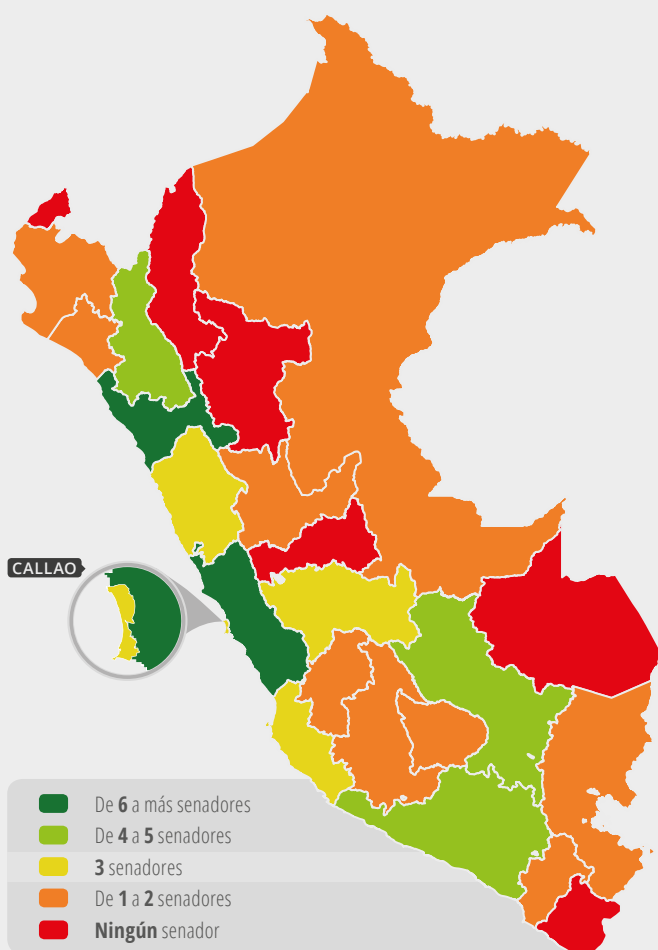 CALLAO
De 6 a más senadores
De 4 a 5 senadores
3 senadores
De 1 a 2 senadores
Ningún senador